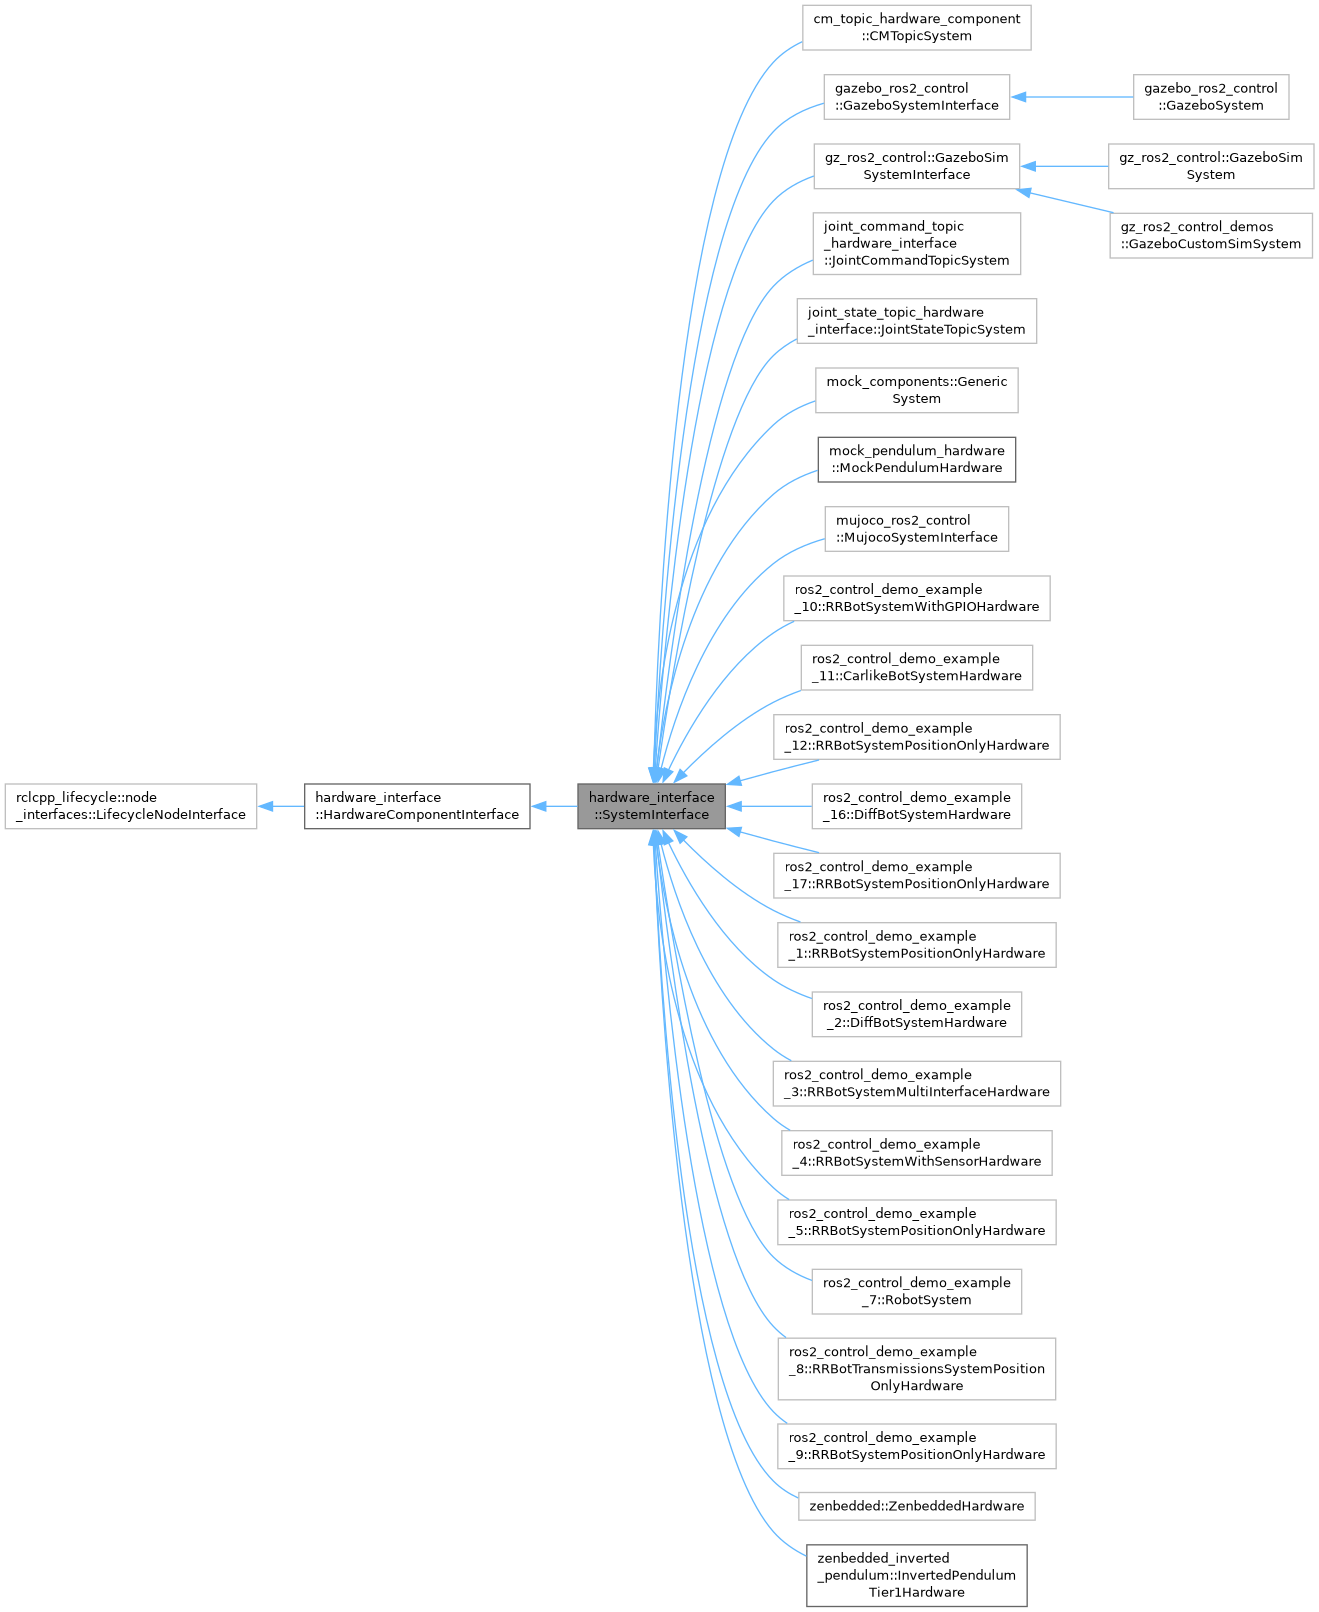 cm_topic_hardware_component
::CMTopicSystem
gazebo_ros2_control
::GazeboSystemInterface
gazebo_ros2_control
::GazeboSystem
gz_ros2_control::GazeboSim
SystemInterface
gz_ros2_control::GazeboSim
System
gz_ros2_control_demos
::GazeboCustomSimSystem
joint_command_topic
_hardware_interface
::JointCommandTopicSystem
joint_state_topic_hardware
_interface::JointStateTopicSystem
mock_components::Generic
System
mock_pendulum_hardware
::MockPendulumHardware
mujoco_ros2_control
::MujocoSystemInterface
ros2_control_demo_example
_10::RRBotSystemWithGPIOHardware
ros2_control_demo_example
_11::CarlikeBotSystemHardware
ros2_control_demo_example
_12::RRBotSystemPositionOnlyHardware
rclcpp_lifecycle::node
_interfaces::LifecycleNodeInterface
hardware_interface
::HardwareComponentInterface
hardware_interface
::SystemInterface
ros2_control_demo_example
_16::DiffBotSystemHardware
ros2_control_demo_example
_17::RRBotSystemPositionOnlyHardware
ros2_control_demo_example
_1::RRBotSystemPositionOnlyHardware
ros2_control_demo_example
_2::DiffBotSystemHardware
ros2_control_demo_example
_3::RRBotSystemMultiInterfaceHardware
ros2_control_demo_example
_4::RRBotSystemWithSensorHardware
ros2_control_demo_example
_5::RRBotSystemPositionOnlyHardware
ros2_control_demo_example
_7::RobotSystem
ros2_control_demo_example
_8::RRBotTransmissionsSystemPosition
OnlyHardware
ros2_control_demo_example
_9::RRBotSystemPositionOnlyHardware
zenbedded::ZenbeddedHardware
zenbedded_inverted
_pendulum::InvertedPendulum
Tier1Hardware